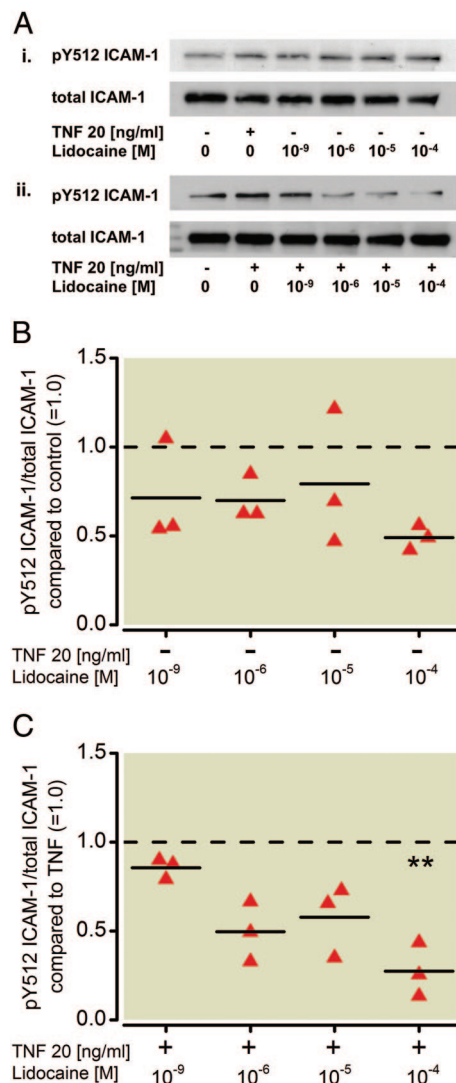 A
i.
pY512 ICAM-1
total ICAM-1
TNF 20 [ng/ml] - + - - - -
Lidocaine [M] 0 0 10⁻⁹ 10⁻⁶ 10⁻⁵ 10⁻⁴
ii.
pY512 ICAM-1
total ICAM-1
TNF 20 [ng/ml] - + + + + +
Lidocaine [M] 0 0 10⁻⁹ 10⁻⁶ 10⁻⁵ 10⁻⁴
B
pY512 ICAM-1/total ICAM-1
compared to control (=1.0)
1.5
1.0
0.5
0.0
TNF 20 [ng/ml] - - - -
Lidocaine [M] 10⁻⁹ 10⁻⁶ 10⁻⁵ 10⁻⁴
C
pY512 ICAM-1/total ICAM-1
compared to TNF (=1.0)
1.5
1.0
0.5
0.0
**
TNF 20 [ng/ml] + + + +
Lidocaine [M] 10⁻⁹ 10⁻⁶ 10⁻⁵ 10⁻⁴